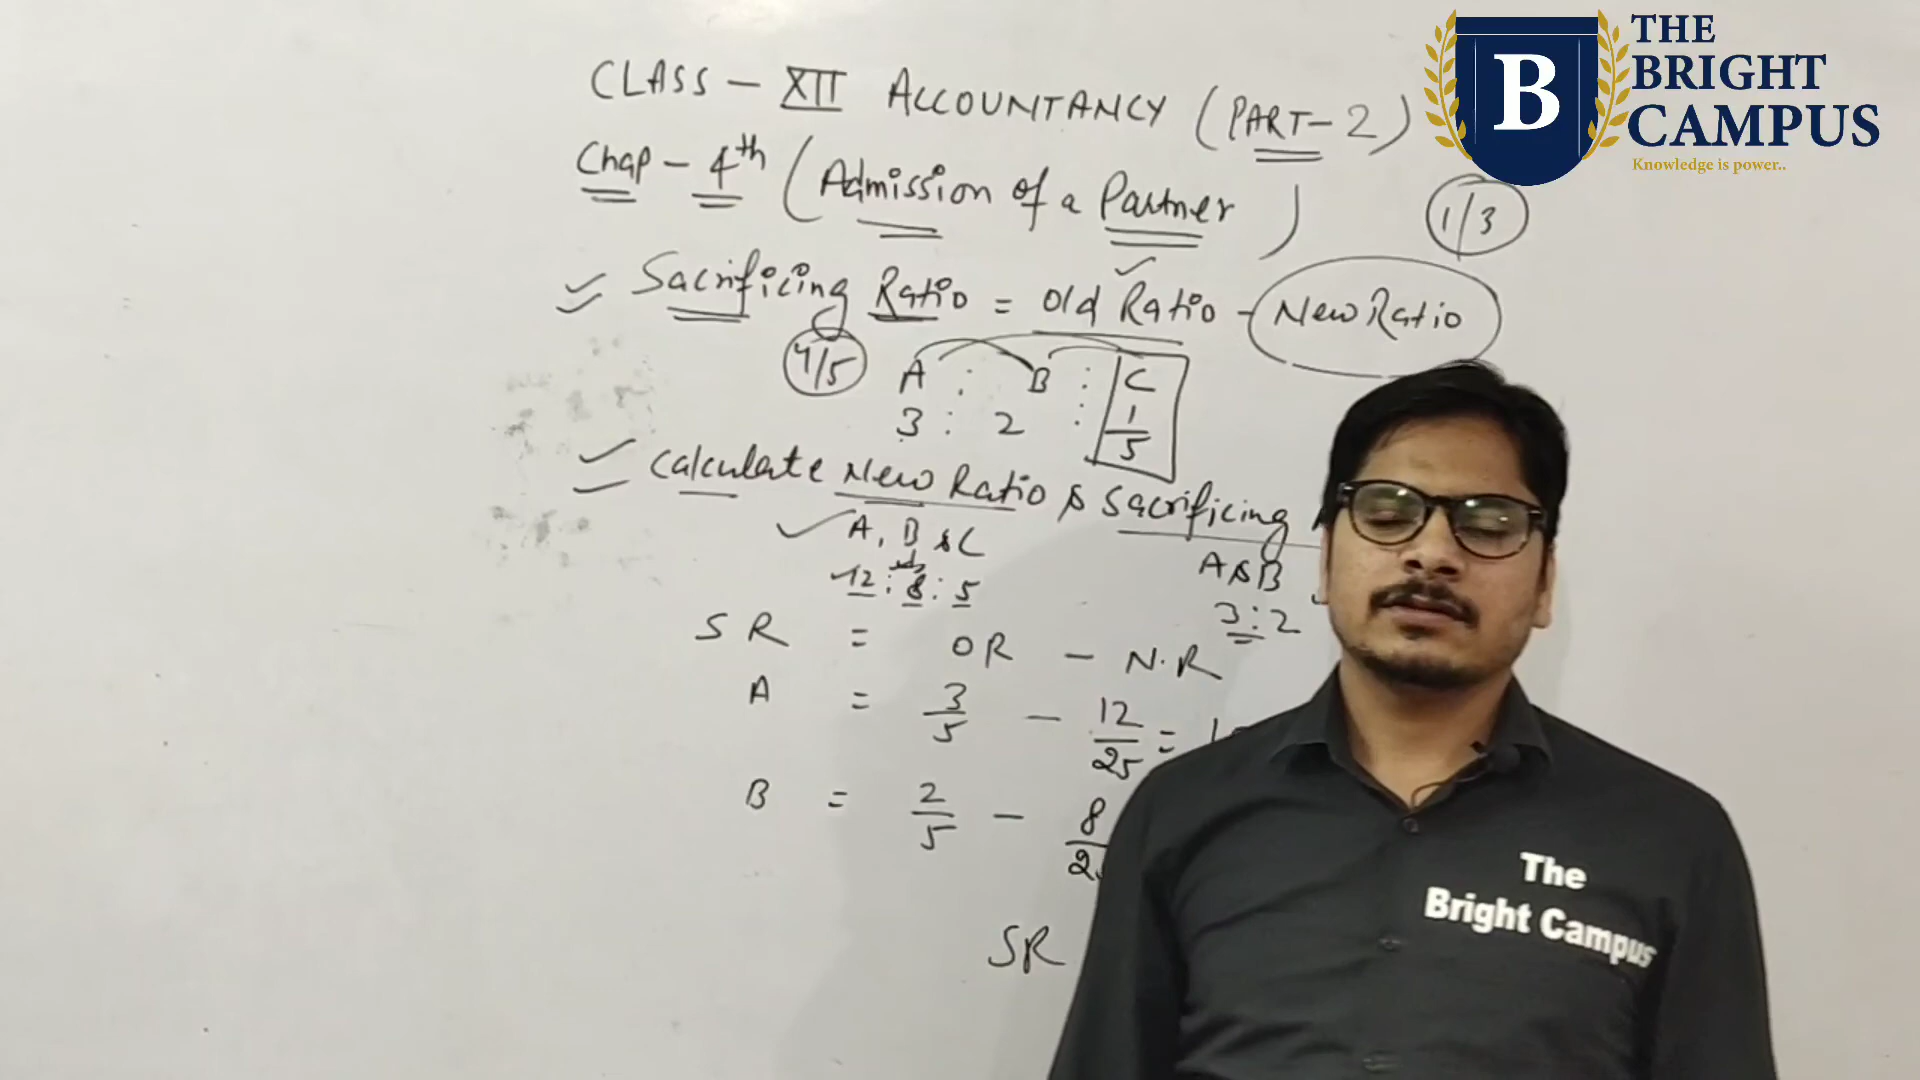 CLASS - XII ACCOUNTANCY (PART-2)
Chap - 4th (Admission of a Partner)
1/3
Sacrificing Ratio = Old Ratio - New Ratio
4/5
A : B : C
3 : 2 : 1/5
Calculate New Ratio & Sacrificing
A, B & C
12 : 8 : 5
A & B
3 : 2
SR = OR - N.R
A = 3/5 - 12/25 =
B = 2/5 - 8/
SR
B
THE
BRIGHT
CAMPUS
Knowledge is power..
The
Bright Campus